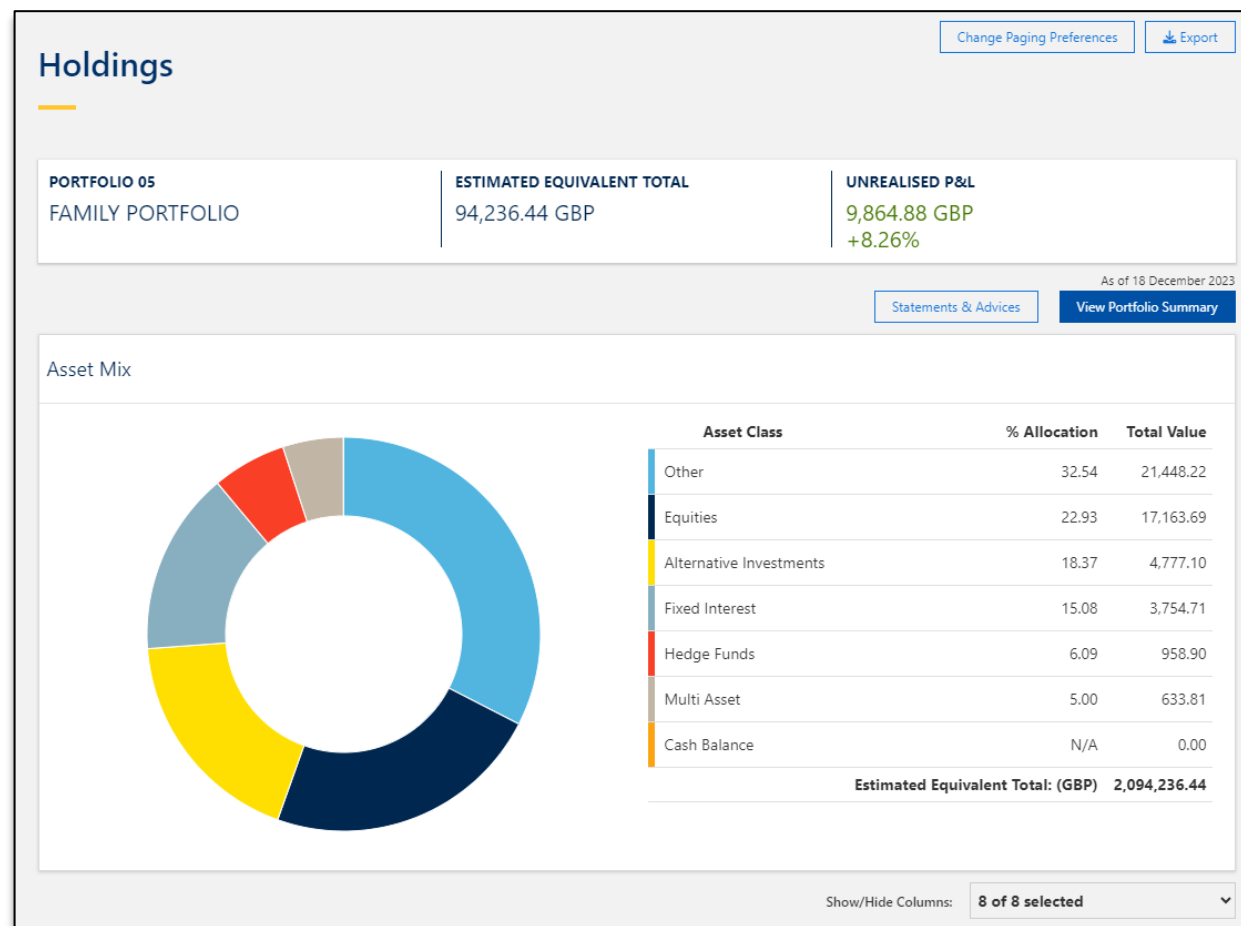 Change Paging Preferences Export
Holdings
PORTFOLIO 05 ESTIMATED EQUIVALENT TOTAL UNREALISED P&L
FAMILY PORTFOLIO 94,236.44 GBP 9,864.88 GBP
+8.26%
As of 18 December 2023
Statements & Advices View Portfolio Summary
Asset Mix
Asset Class % Allocation Total Value
Other 32.54 21,448.22
Equities 22.93 17,163.69
Alternative Investments 18.37 4,777.10
Fixed Interest 15.08 3,754.71
Hedge Funds 6.09 958.90
Multi Asset 5.00 633.81
Cash Balance N/A 0.00
Estimated Equivalent Total: (GBP) 2,094,236.44
Show/Hide Columns: 8 of 8 selected